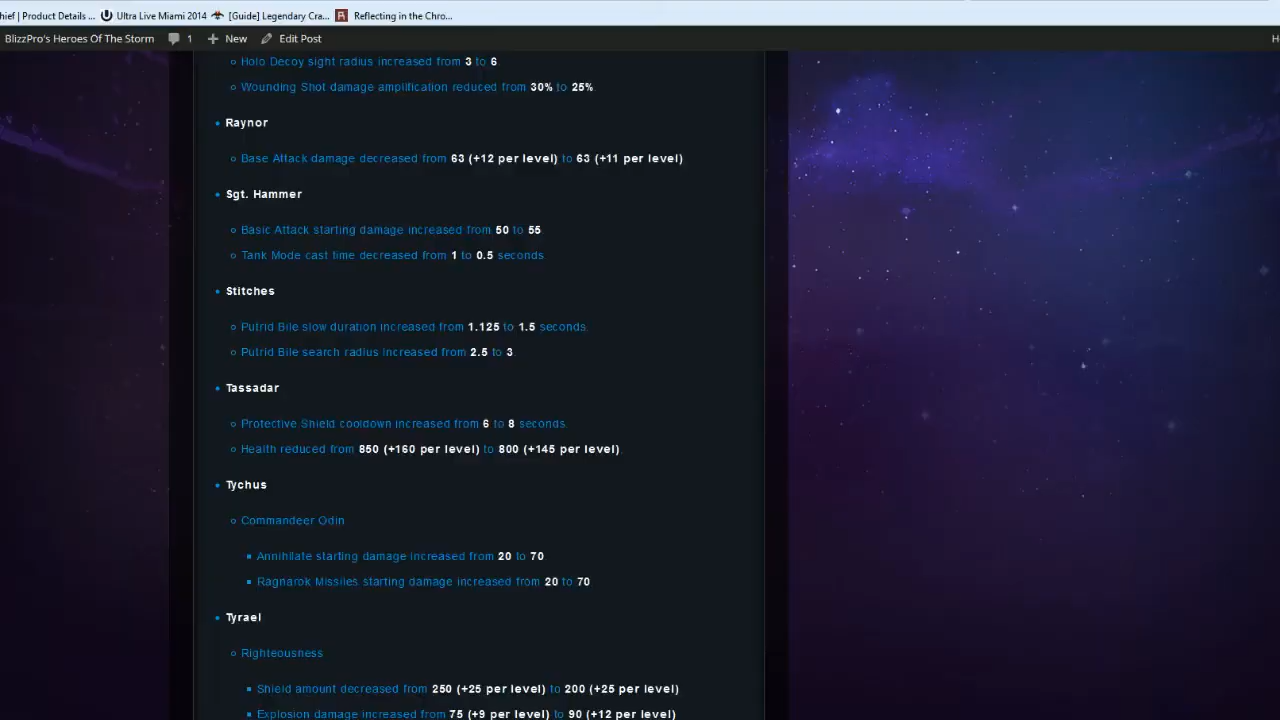 hief | Product Details ... Ultra Live Miami 2014 [Guide] Legendary Cra... Reflecting in the Chro...
BlizzPro's Heroes Of The Storm 1 New Edit Post H
Holo Decoy sight radius increased from 3 to 6.
Wounding Shot damage amplification reduced from 30% to 25%.
Raynor
Base Attack damage decreased from 63 (+12 per level) to 63 (+11 per level)
Sgt. Hammer
Basic Attack starting damage increased from 50 to 55
Tank Mode cast time decreased from 1 to 0.5 seconds.
Stitches
Putrid Bile slow duration increased from 1.125 to 1.5 seconds.
Putrid Bile search radius increased from 2.5 to 3.
Tassadar
Protective Shield cooldown increased from 6 to 8 seconds.
Health reduced from 850 (+160 per level) to 800 (+145 per level).
Tychus
Commandeer Odin
Annihilate starting damage increased from 20 to 70
Ragnarok Missiles starting damage increased from 20 to 70
Tyrael
Righteousness
Shield amount decreased from 250 (+25 per level) to 200 (+25 per level)
Explosion damage increased from 75 (+9 per level) to 90 (+12 per level)